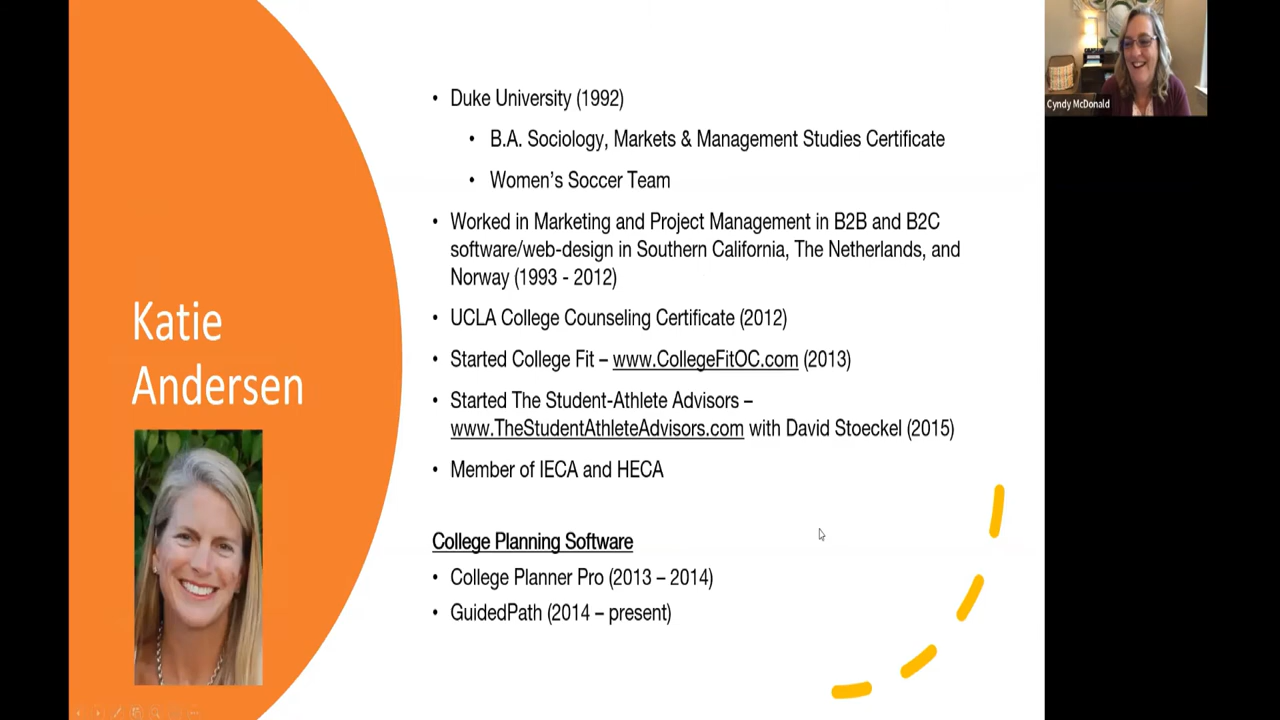 Katie
Andersen
• Duke University (1992)
• B.A. Sociology, Markets & Management Studies Certificate
• Women’s Soccer Team
• Worked in Marketing and Project Management in B2B and B2C
software/web-design in Southern California, The Netherlands, and
Norway (1993 - 2012)
• UCLA College Counseling Certificate (2012)
• Started College Fit – www.CollegeFitOC.com (2013)
• Started The Student-Athlete Advisors –
www.TheStudentAthleteAdvisors.com with David Stoeckel (2015)
• Member of IECA and HECA
College Planning Software
• College Planner Pro (2013 – 2014)
• GuidedPath (2014 – present)
Cyndy McDonald